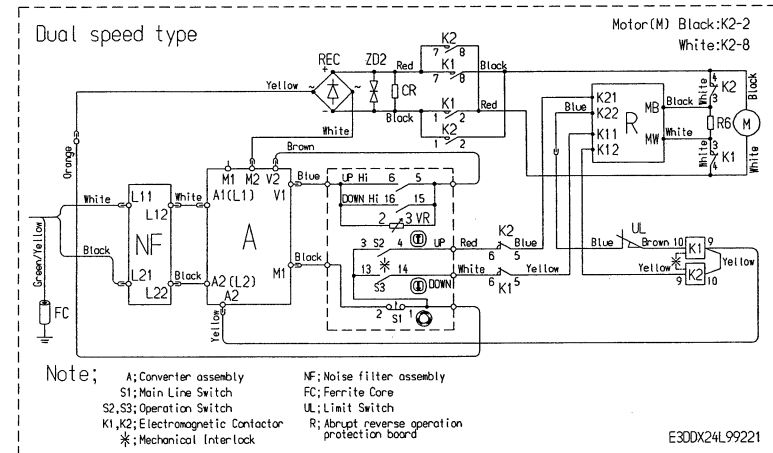 Dual speed type
Motor(M) Black:K2-2
White:K2-8
REC ZD2
K2
7 8
K1
7 8
Red
Black
Yellow
+
~ ~
-
CR
Black
K1
1 2
Red
K2
1 2
White
Brown
Orange
K21
K22
K11
K12
R
MB
MW
Blue
Black
White
White
4
K2
3
R6
3
K1
4
White
Black
M
White
M1 M2 V2
A1(L1) V1
A
M1
A2(L2)
A2
White
L11
L12
White
NF
Black
L21
L22
Black
Green/Yellow
FC
Yellow
Blue
Black
UP Hi 6 5
DOWN Hi 16 15
2 3 VR
3 S2 4 UP
13 14
S3 DOWN
2 1
S1
Red
K2
6 5
Blue
White
6 5
K1
Yellow
UL
Blue
Brown 10 K1 9
Yellow
9 K2 10
Yellow
Note;
A; Converter assembly
S1; Main Line Switch
S2,S3; Operation Switch
K1,K2; Electromagnetic Contactor
※; Mechanical Interlock
NF; Noise filter assembly
FC; Ferrite Core
UL; Limit Switch
R; Abrupt reverse operation
protection board
E3DDX24L99221